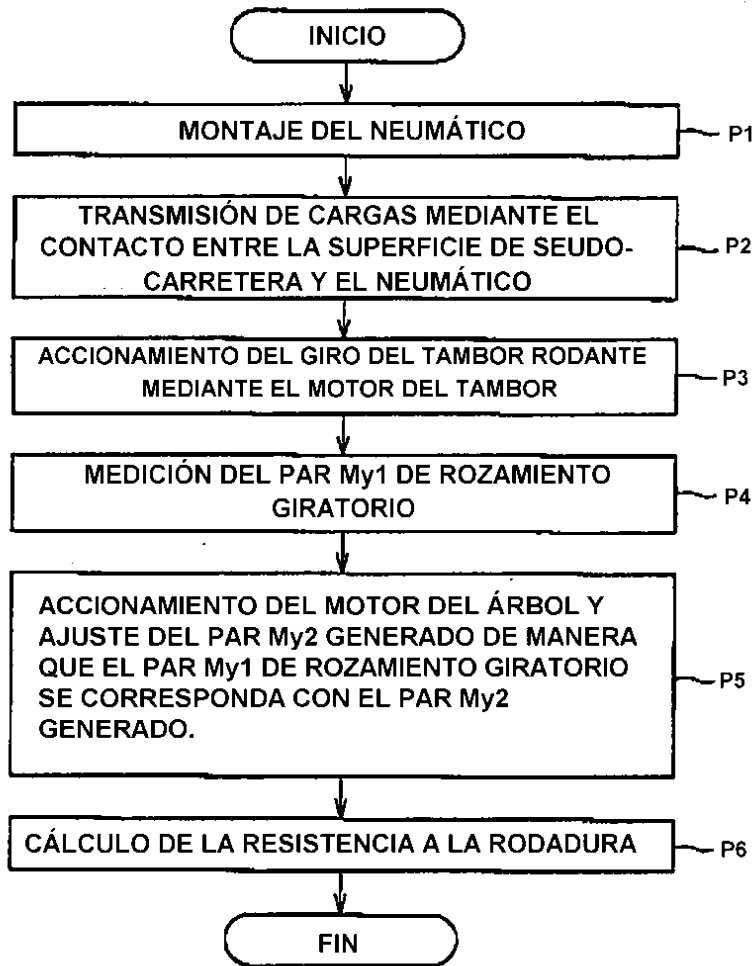 INICIO
MONTAJE DEL NEUMÁTICO
P1
TRANSMISIÓN DE CARGAS MEDIANTE EL
CONTACTO ENTRE LA SUPERFICIE DE SEUDO-
CARRETERA Y EL NEUMÁTICO
P2
ACCIONAMIENTO DEL GIRO DEL TAMBOR RODANTE
MEDIANTE EL MOTOR DEL TAMBOR
P3
MEDICIÓN DEL PAR My1 DE ROZAMIENTO
GIRATORIO
P4
ACCIONAMIENTO DEL MOTOR DEL ÁRBOL Y
AJUSTE DEL PAR My2 GENERADO DE MANERA
QUE EL PAR My1 DE ROZAMIENTO GIRATORIO
SE CORRESPONDA CON EL PAR My2
GENERADO.
P5
CÁLCULO DE LA RESISTENCIA A LA RODADURA
P6
FIN